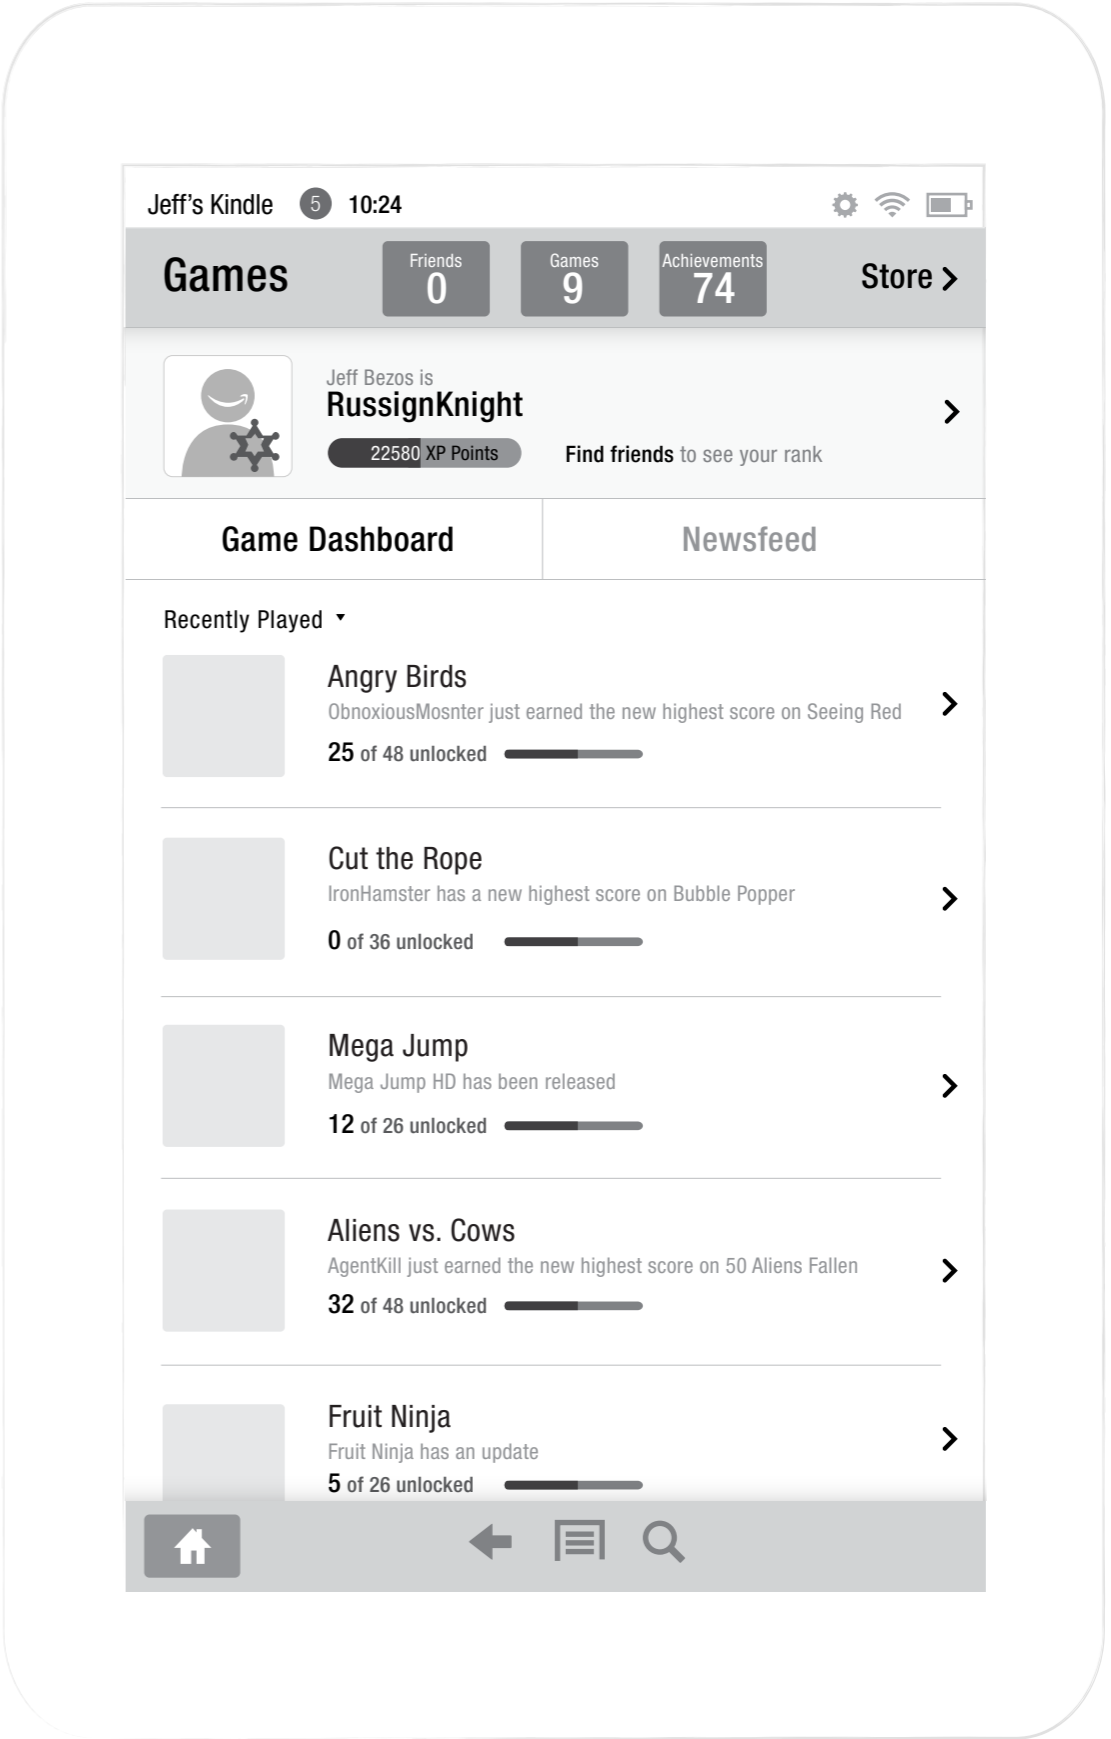 Jeff's Kindle 5 10:24
Games
Friends
0
Games
9
Achievements
74
Store
Jeff Bezos is
RussignKnight
22580 XP Points
Find friends to see your rank
Game Dashboard
Newsfeed
Recently Played
Angry Birds
ObnoxiousMosnter just earned the new highest score on Seeing Red
25 of 48 unlocked
Cut the Rope
IronHamster has a new highest score on Bubble Popper
0 of 36 unlocked
Mega Jump
Mega Jump HD has been released
12 of 26 unlocked
Aliens vs. Cows
AgentKill just earned the new highest score on 50 Aliens Fallen
32 of 48 unlocked
Fruit Ninja
Fruit Ninja has an update
5 of 26 unlocked